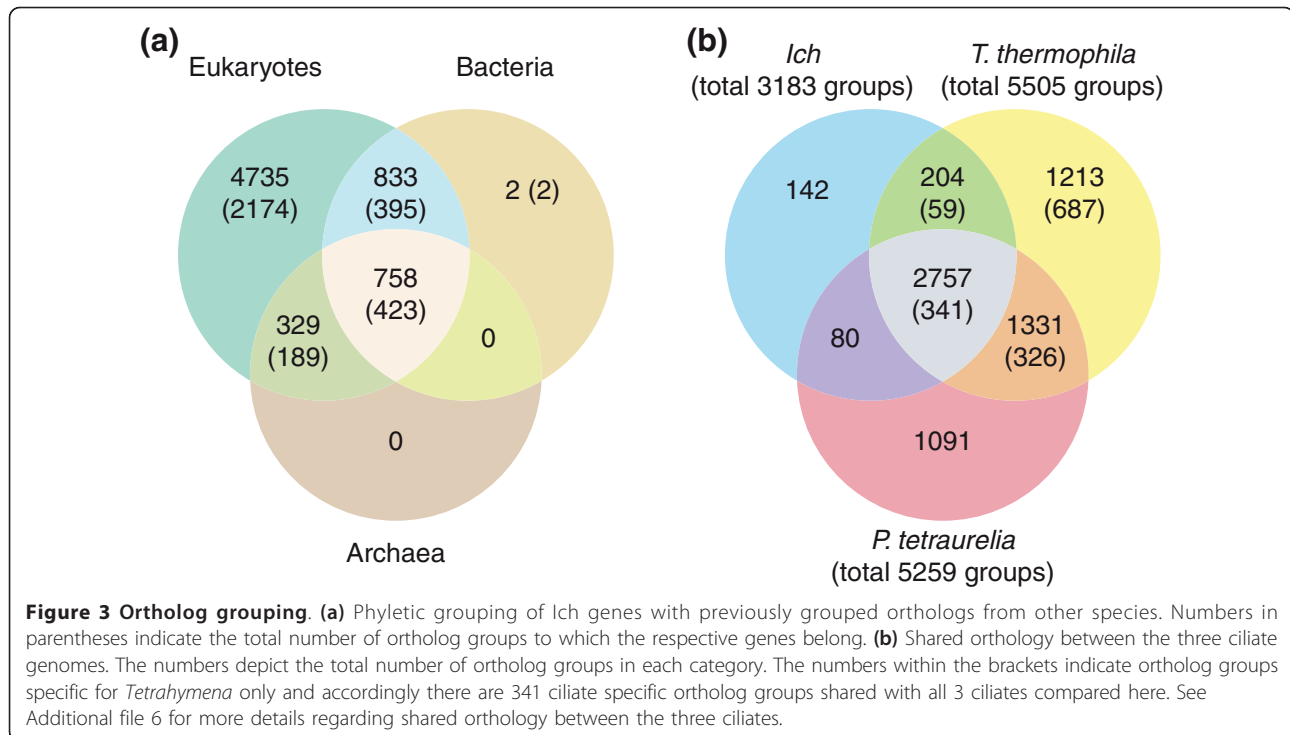 (a)
Eukaryotes
Bacteria
4735
(2174)
833
(395)
2 (2)
758
(423)
329
(189)
0
0
Archaea
(b)
Ich
(total 3183 groups)
T. thermophila
(total 5505 groups)
142
204
(59)
1213
(687)
2757
(341)
80
1331
(326)
1091
P. tetraurelia
(total 5259 groups)
Figure 3 Ortholog grouping. (a) Phyletic grouping of Ich genes with previously grouped orthologs from other species. Numbers in
parentheses indicate the total number of ortholog groups to which the respective genes belong. (b) Shared orthology between the three ciliate
genomes. The numbers depict the total number of ortholog groups in each category. The numbers within the brackets indicate ortholog groups
specific for Tetrahymena only and accordingly there are 341 ciliate specific ortholog groups shared with all 3 ciliates compared here. See
Additional file 6 for more details regarding shared orthology between the three ciliates.